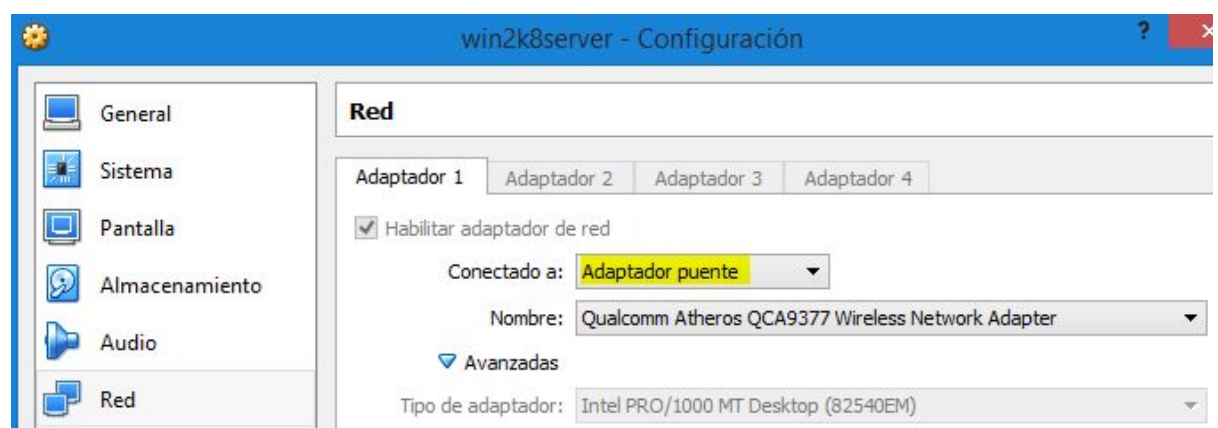 win2k8server - Configuración
?
General
Sistema
Pantalla
Almacenamiento
Audio
Red
Red
Adaptador 1 Adaptador 2 Adaptador 3 Adaptador 4
Habilitar adaptador de red
Conectado a: Adaptador puente
Nombre: Qualcomm Atheros QCA9377 Wireless Network Adapter
Avanzadas
Tipo de adaptador: Intel PRO/1000 MT Desktop (82540EM)